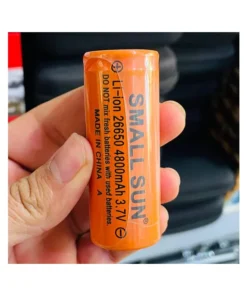 SMALL SUN®
Li-ion 26650 4800mAh 3.7V
DO NOT mix fresh batteries with
used batteries
MADE IN CHINA A